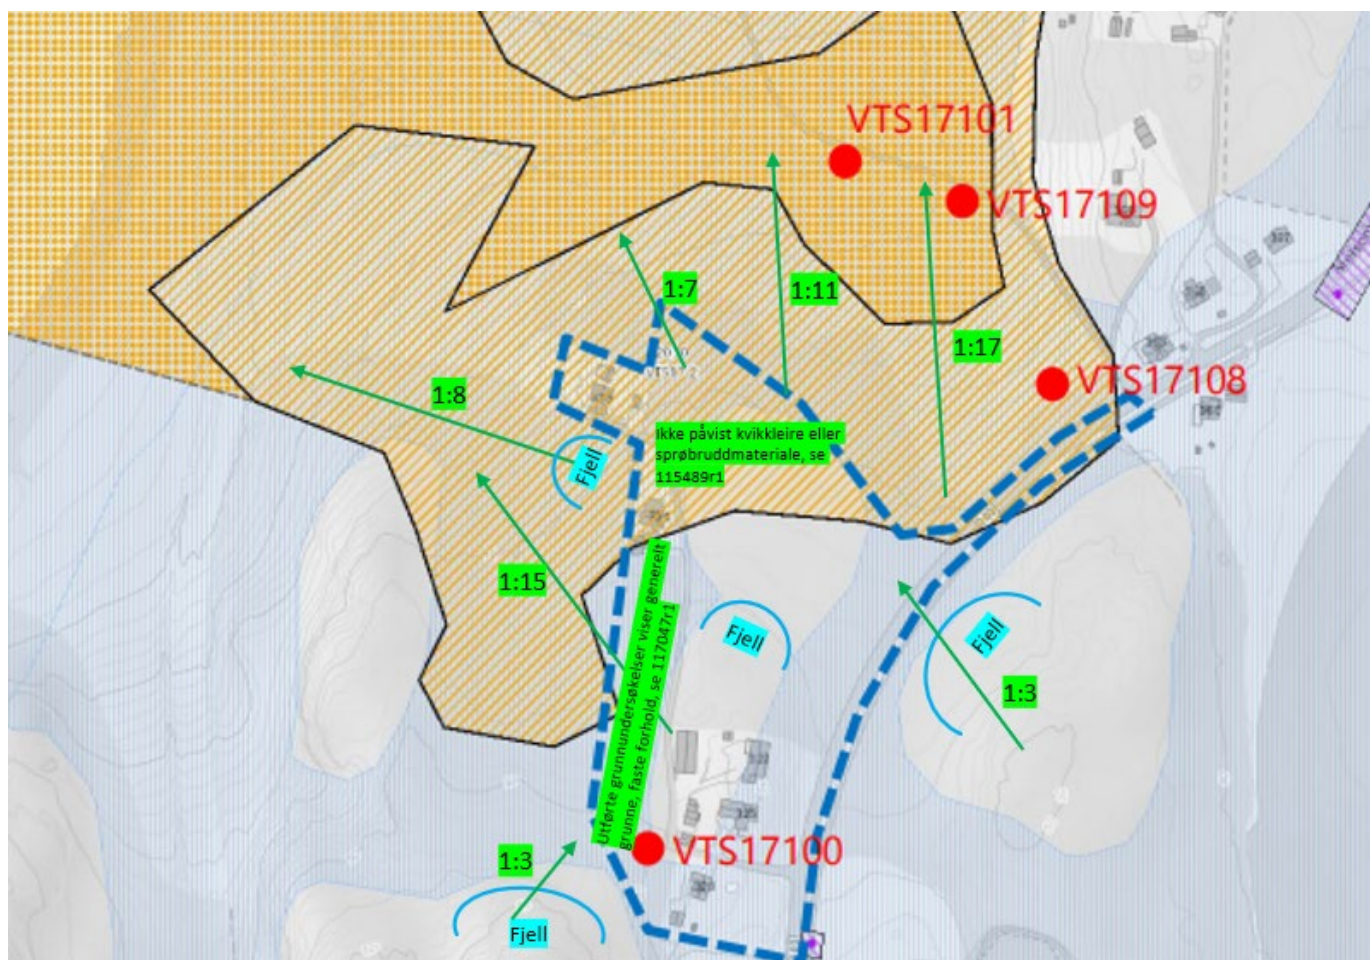 VTS17101
VTS17109
1:7
1:11
1:17
VTS17108
1:8
Ikke påvist kvikkleire eller
sprøbruddmateriale, se
115489r1
Fjell
1:15
Utførte grunnundersøkelser viser generelt
grunne, faste forhold, se 117047r1
Fjell
Fjell
1:3
VTS17100
1:3
Fjell